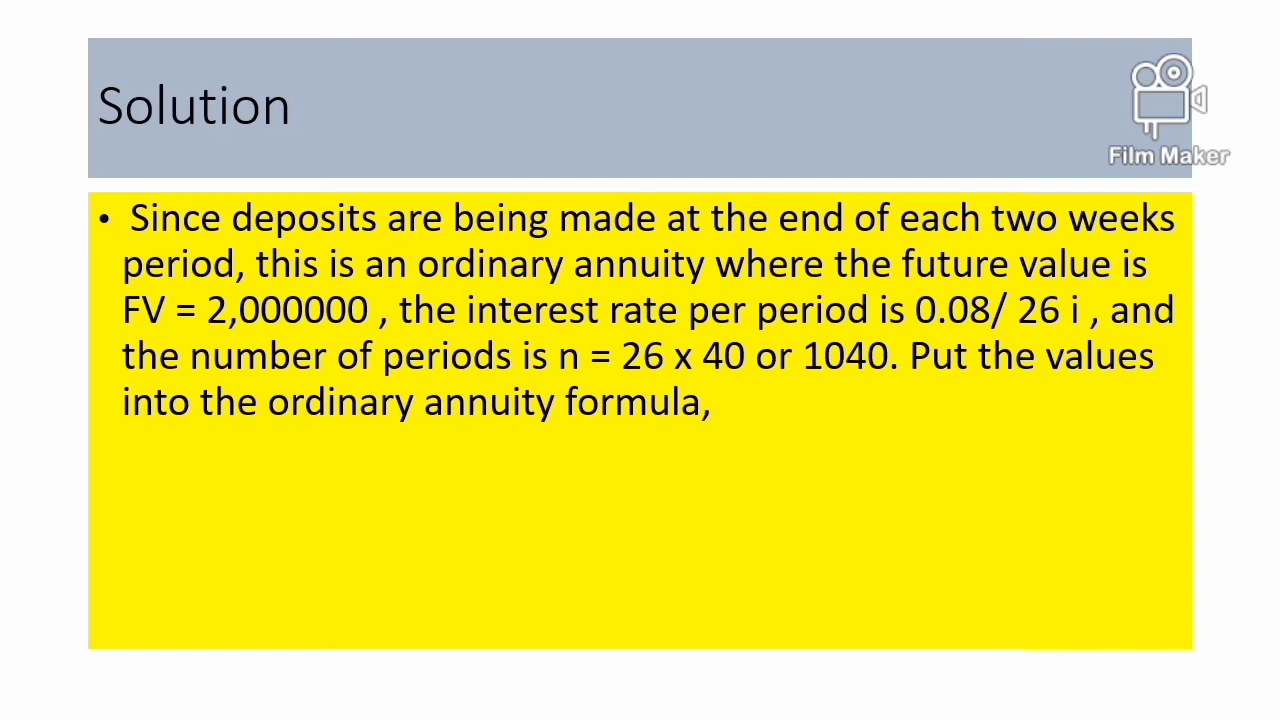 Solution
Film Maker
• Since deposits are being made at the end of each two weeks
period, this is an ordinary annuity where the future value is
FV = 2,000000 , the interest rate per period is 0.08/ 26 i , and
the number of periods is n = 26 x 40 or 1040. Put the values
into the ordinary annuity formula,